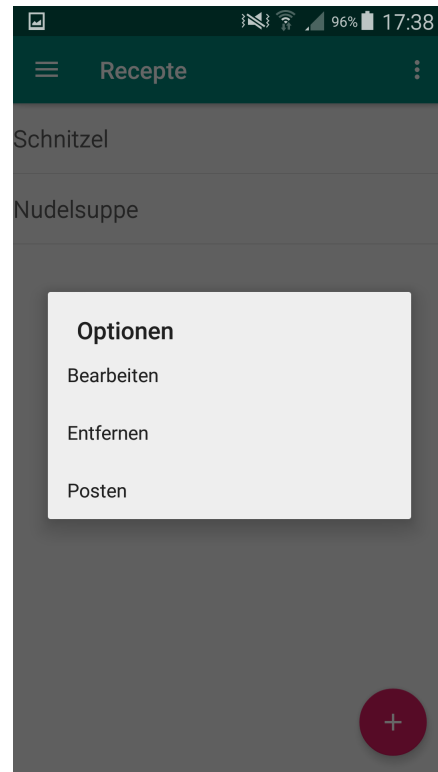 96% 17:38
Recepte
Schnitzel
Nudelsuppe
Optionen
Bearbeiten
Entfernen
Posten